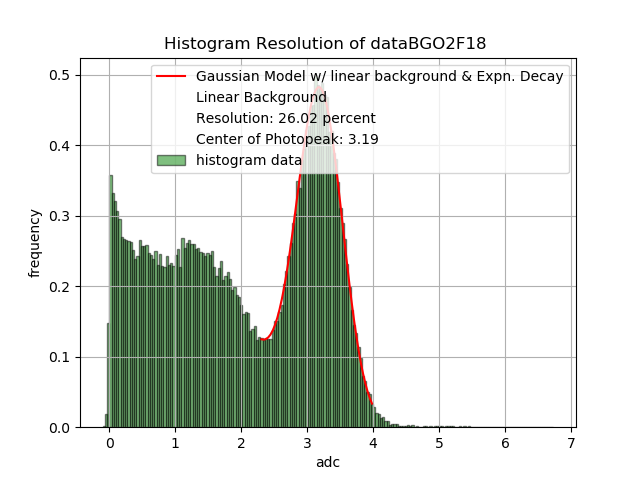 Histogram Resolution of dataBGO2F18
Gaussian Model w/ linear background & Expn. Decay
Linear Background
Resolution: 26.02 percent
Center of Photopeak: 3.19
histogram data
frequency
0.5
0.4
0.3
0.2
0.1
0.0
0 1 2 3 4 5 6 7
adc